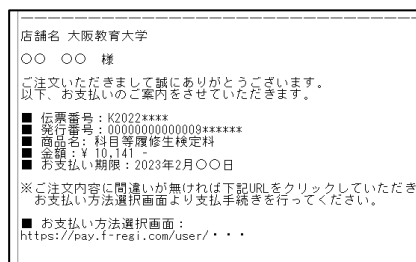 店舗名 大阪教育大学
○○ ○○ 様
ご注文いただきまして誠にありがとうございます。
以下、お支払いのご案内をさせていただきます。
■ 伝票番号：K2022****
■ 発行番号：00000000000009******
■ 商品名: 科目等履修生検定料
■ 金額：¥ 10,141 -
■ お支払い期限：2023年2月○○日
※ご注文内容に間違いが無ければ下記URLをクリックしていただき
お支払い方法選択画面より支払手続きを行ってください。
■ お支払い方法選択画面：
https://pay.f-regi.com/user/・・・